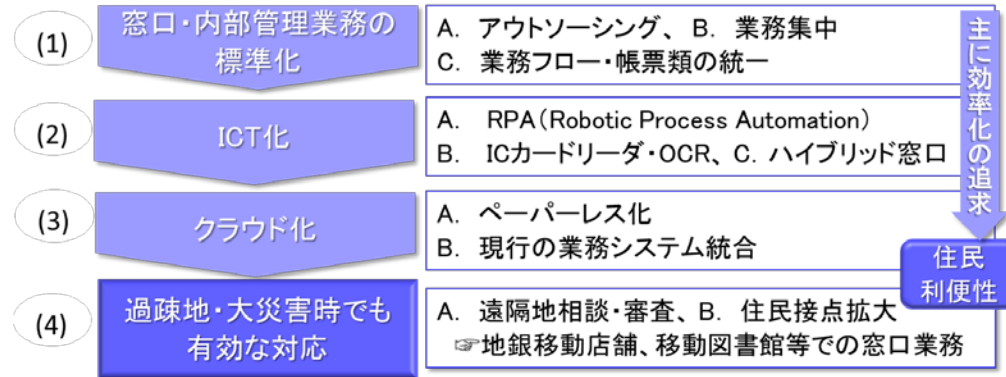 (1)
窓口・内部管理業務の
標準化
A. アウトソーシング、 B. 業務集中
C. 業務フロー・帳票類の統一
(2)
ICT化
A. RPA(Robotic Process Automation)
B. ICカードリーダ・OCR、 C. ハイブリッド窓口
(3)
クラウド化
A. ペーパーレス化
B. 現行の業務システム統合
(4)
過疎地・大災害時でも
有効な対応
A. 遠隔地相談・審査、 B. 住民接点拡大
☞地銀移動店舗、移動図書館等での窓口業務
主に効率化の追求
住民
利便性